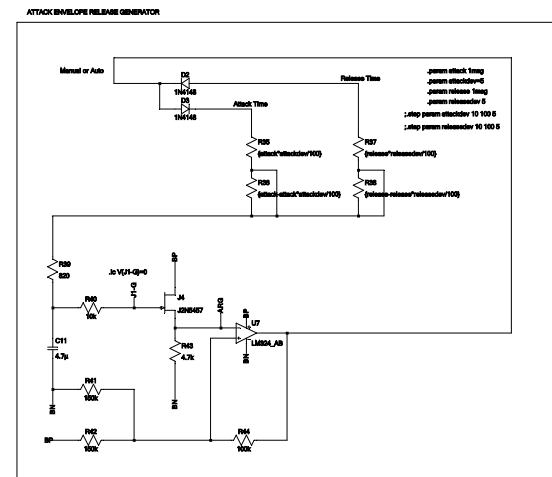 ATTACK ENVELOPE RELEASE GENERATOR
Manual or Auto
D2
1N4148
D3
1N4148
Attack Time
Release Time
.param attack 1meg
.param attackdev=5
.param release 1meg
.param releasedev 5
;.step param attackdev 10 100 5
;.step param releasedev 10 100 5
R35
{attack*attackdev/100}
R37
{release*releasedev/100}
R36
{attack-attack*attackdev/100}
R38
{release-release*releasedev/100}
R39
820
.ic V(J1-G)=0
BP
J1-G
R40
10k
J4
J2N5457
ARG
BP
U7
LM324_AB
BN
C11
4.7µ
R43
4.7k
BN
BN
R41
150k
BP
R42
150k
R44
100k